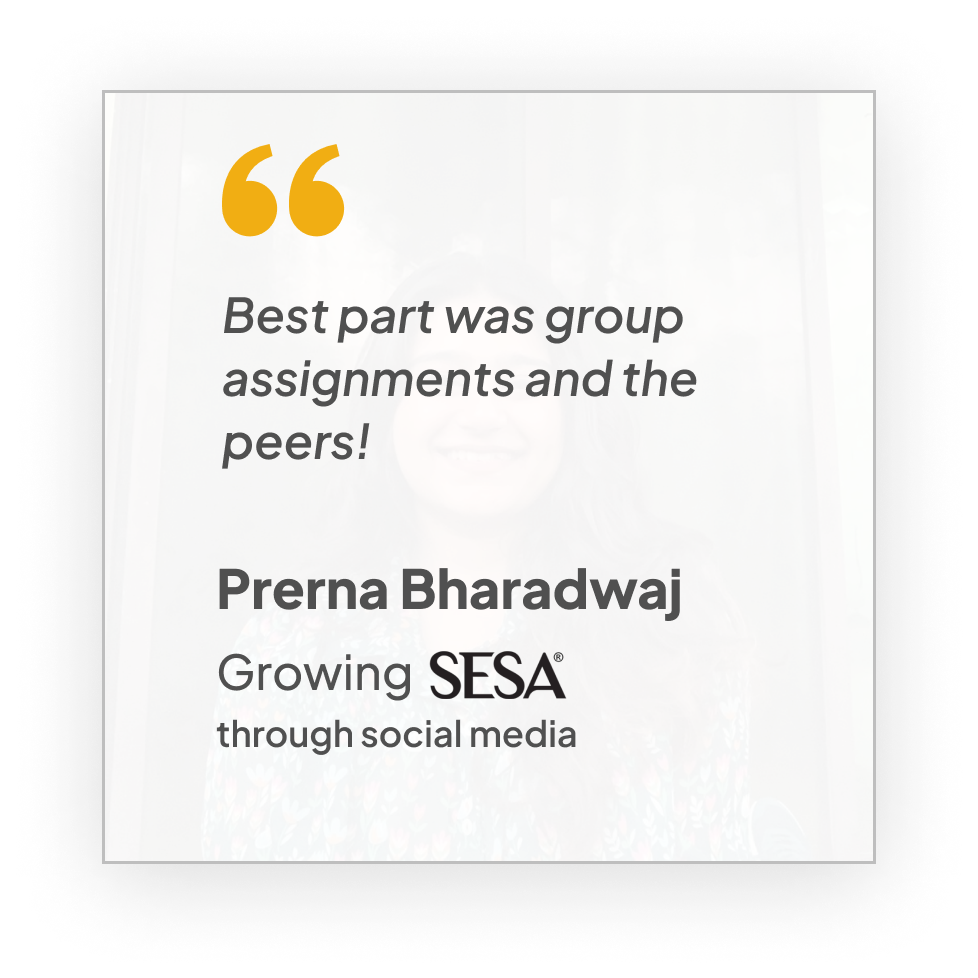 “
Best part was group
assignments and the
peers!
Prerna Bharadwaj
Growing SESA®
through social media